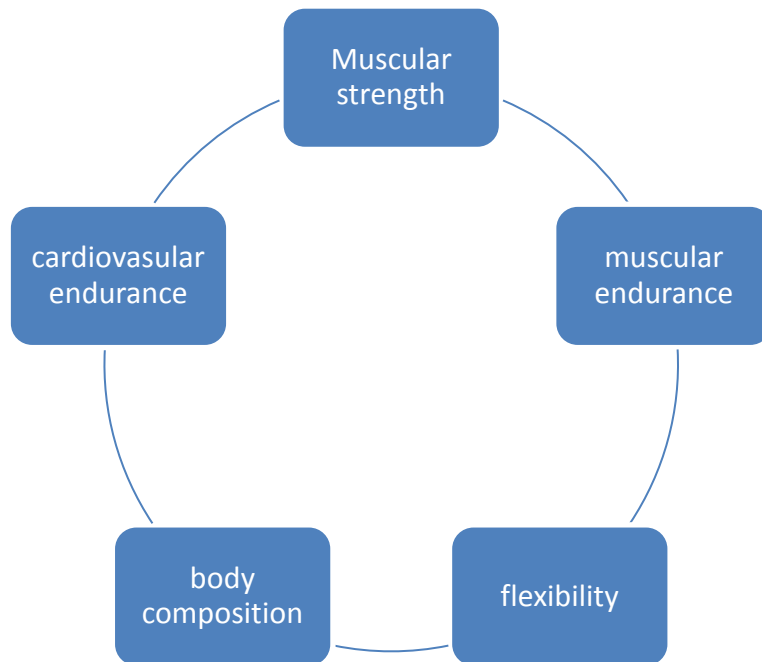 Muscular
strength
cardiovasular
endurance
muscular
endurance
body
composition
flexibility